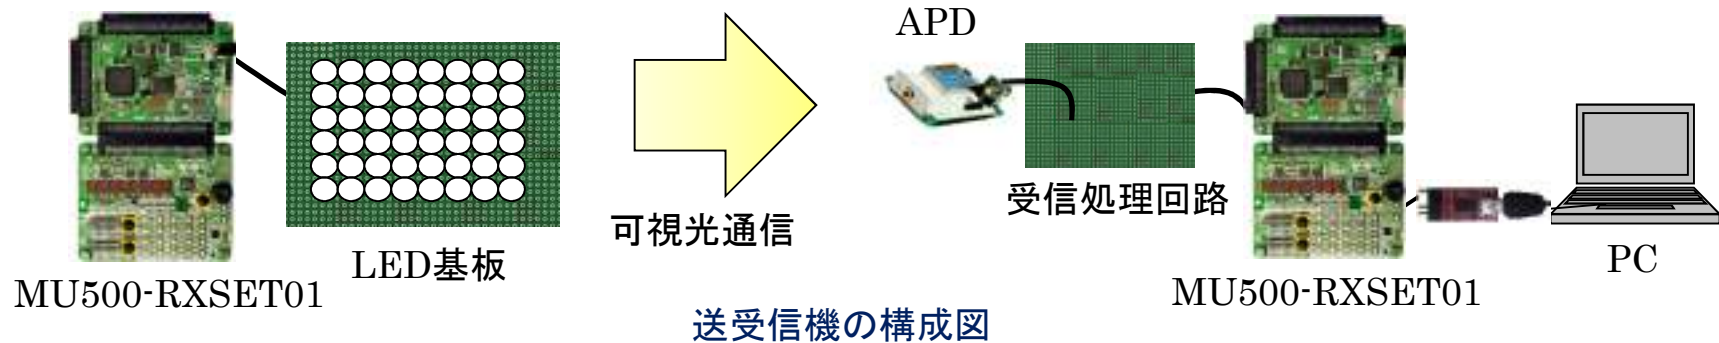 APD
受信処理回路
可視光通信
LED基板
PC
MU500-RXSET01
MU500-RXSET01
送受信機の構成図